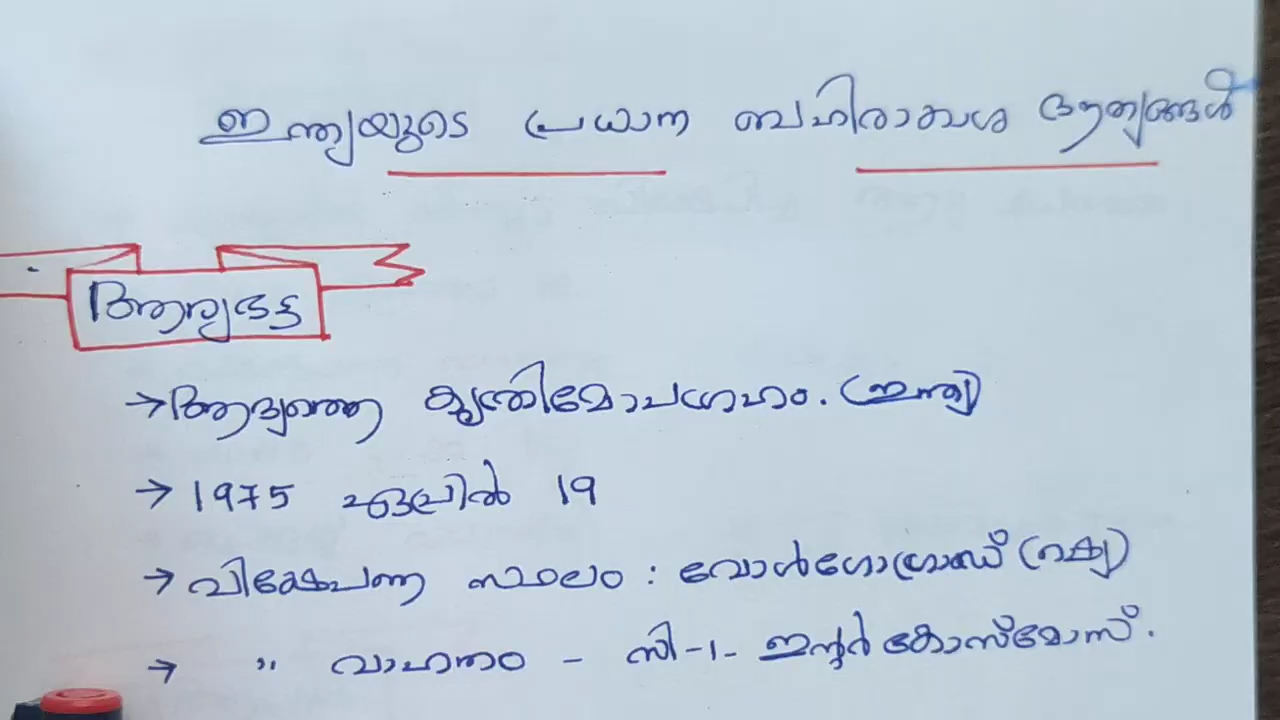 ഇന്ത്യയുടെ പ്രധാന ബഹിരാകാശ ദൗത്യങ്ങൾ
ആര്യഭട്ട
→ ആദ്യത്തെ കൃത്രിമോപഗ്രഹം. (ഇന്ത്യ)
→ 1975 ഏപ്രിൽ 19
→ വിക്ഷേപണ സ്ഥലം : വോൾഗോഗ്രാഡ് (റഷ്യ)
→ " വാഹനം - സി-1- ഇന്റർ കോസ്മോസ്.